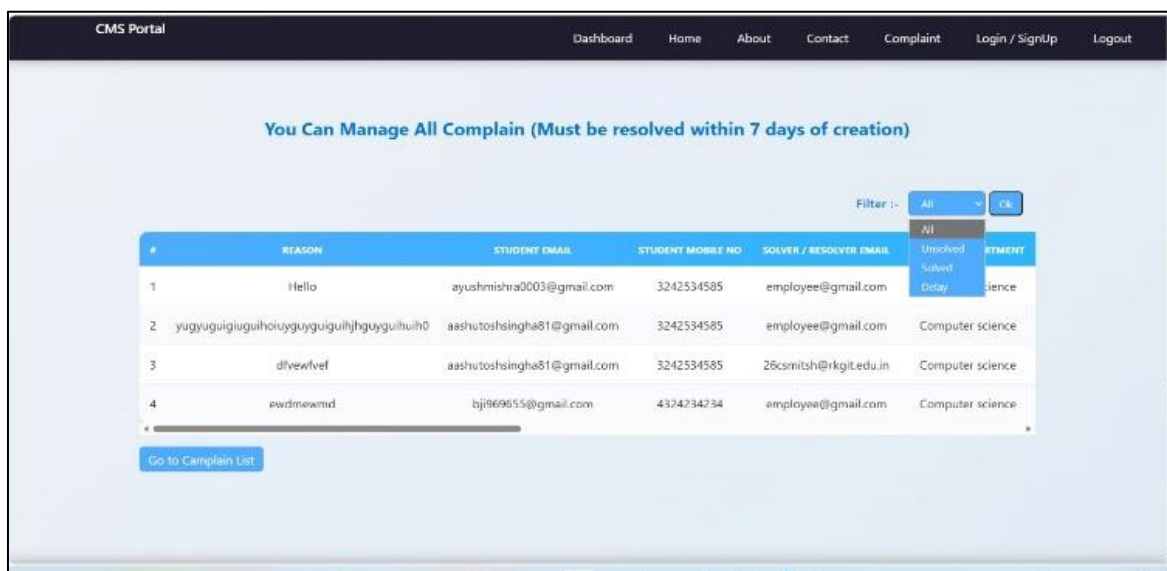 CMS Portal
Dashboard Home About Contact Complaint Login / SignUp Logout
You Can Manage All Complain (Must be resolved within 7 days of creation)
Filter :- All Ok
All
Unsolved
Solved
Delay
# REASON STUDENT EMAIL STUDENT MOBILE NO SOLVER / RESOLVER EMAIL RTMENT
1 Hello ayushmishra0003@gmail.com 3242534585 employee@gmail.com cience
2 aashutoshsingha81@gmail.com 3242534585 employee@gmail.com Computer science
3 dfvewfvef aashutoshsingha81@gmail.com 3242534585 26csmitsh@rkgit.edu.in Computer science
4 ewdmewmd bji969655@gmail.com 4324234234 employee@gmail.com Computer science
Go to Camplain List